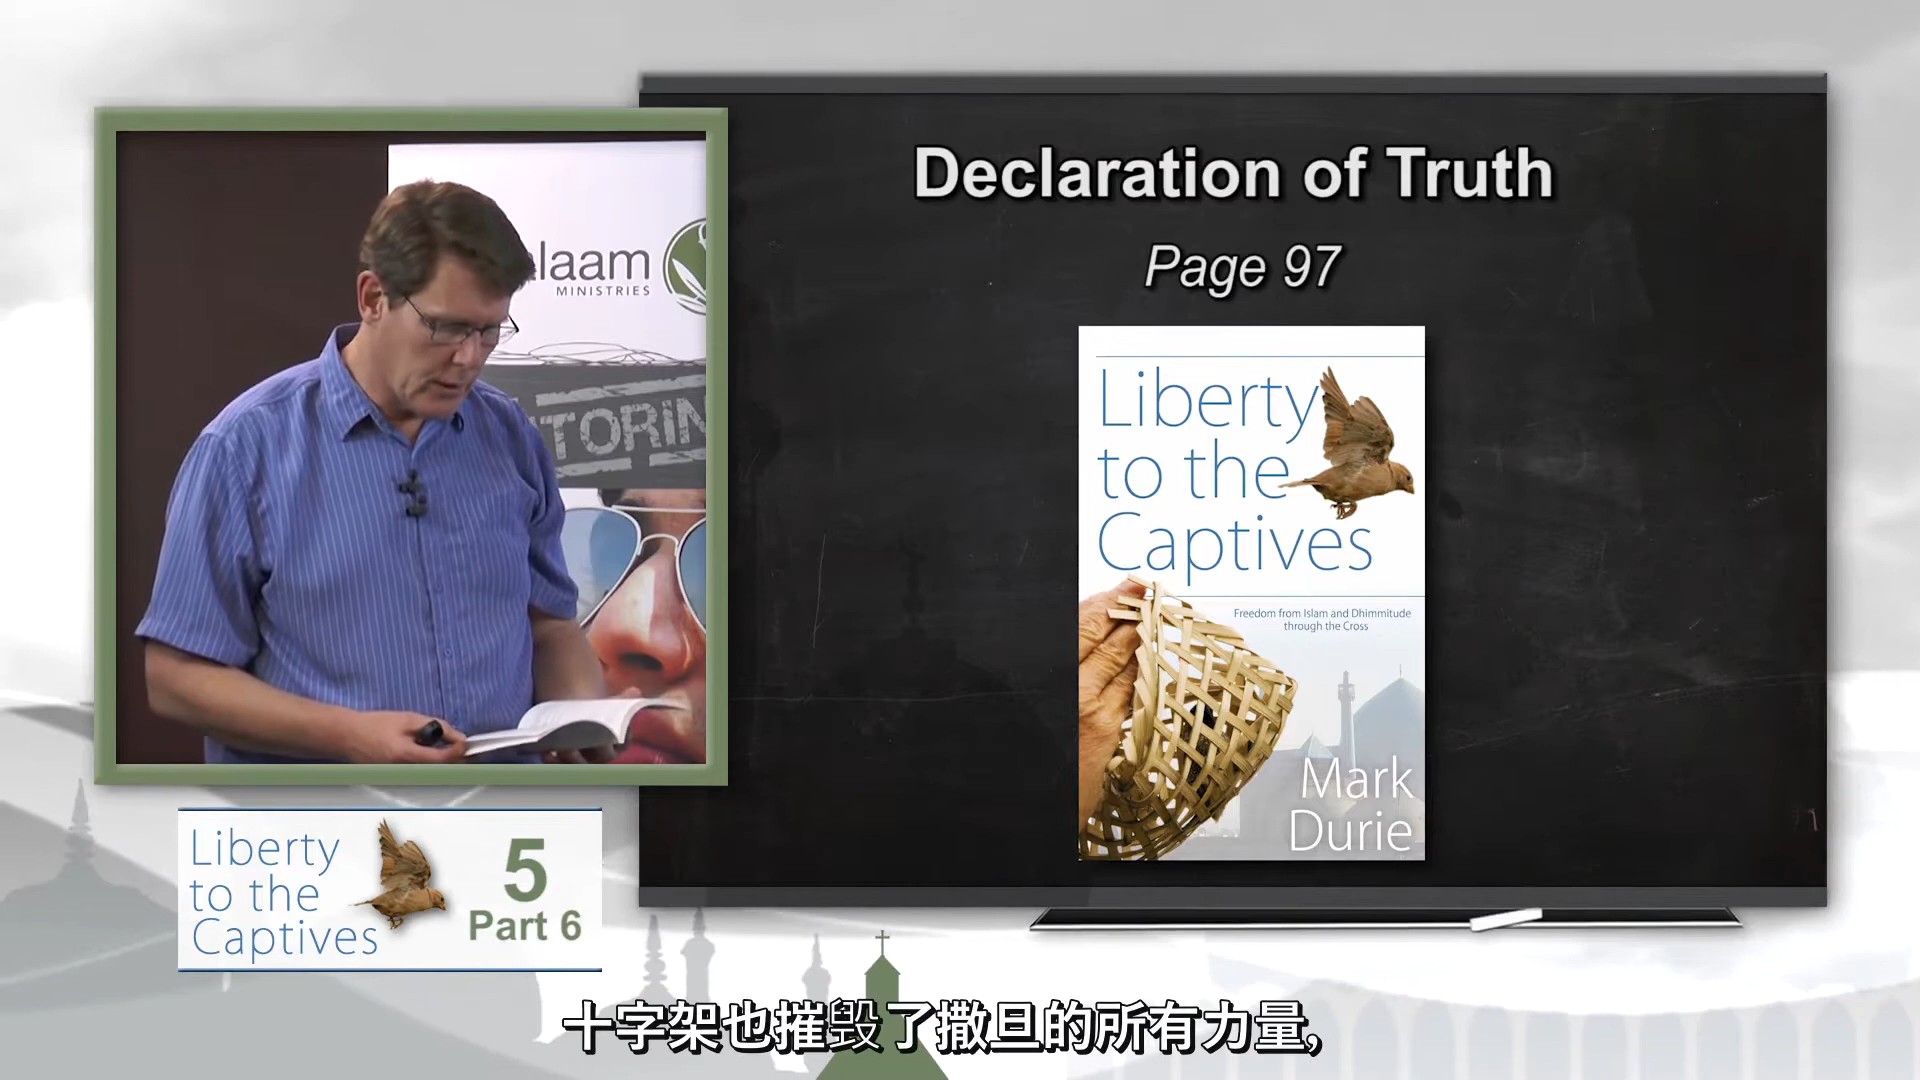 Declaration of Truth
Page 97
laam
MINISTRIES
TORIN
Liberty
to the
Captives
Freedom from Islam and Dhimmitude
through the Cross
Mark
Durie
Liberty
to the
Captives
5
Part 6
十字架也摧毁了撒旦的所有力量,